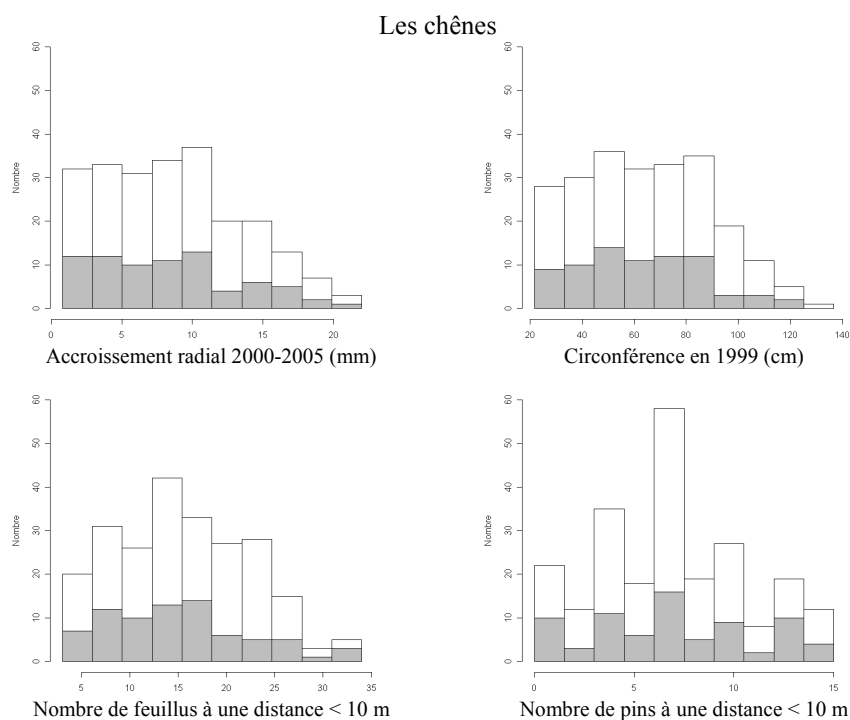 Les chênes
60
50
40
30
20
10
0
Nombre
0 5 10 15 20
Accroissement radial 2000-2005 (mm)
60
50
40
30
20
10
0
Nombre
20 40 60 80 100 120 140
Circonférence en 1999 (cm)
60
50
40
30
20
10
0
Nombre
5 10 15 20 25 30 35
Nombre de feuillus à une distance < 10 m
60
50
40
30
20
10
0
Nombre
0 5 10 15
Nombre de pins à une distance < 10 m